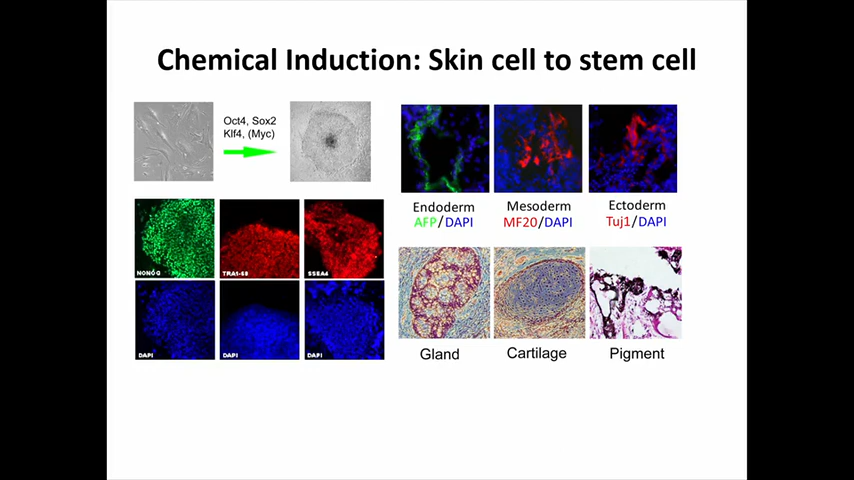 Chemical Induction: Skin cell to stem cell
Oct4, Sox2
Klf4, (Myc)
NONOG
TRA1-60
SSEA4
DAPI
DAPI
DAPI
Endoderm
AFP/DAPI
Mesoderm
MF20/DAPI
Ectoderm
Tuj1/DAPI
Gland
Cartilage
Pigment